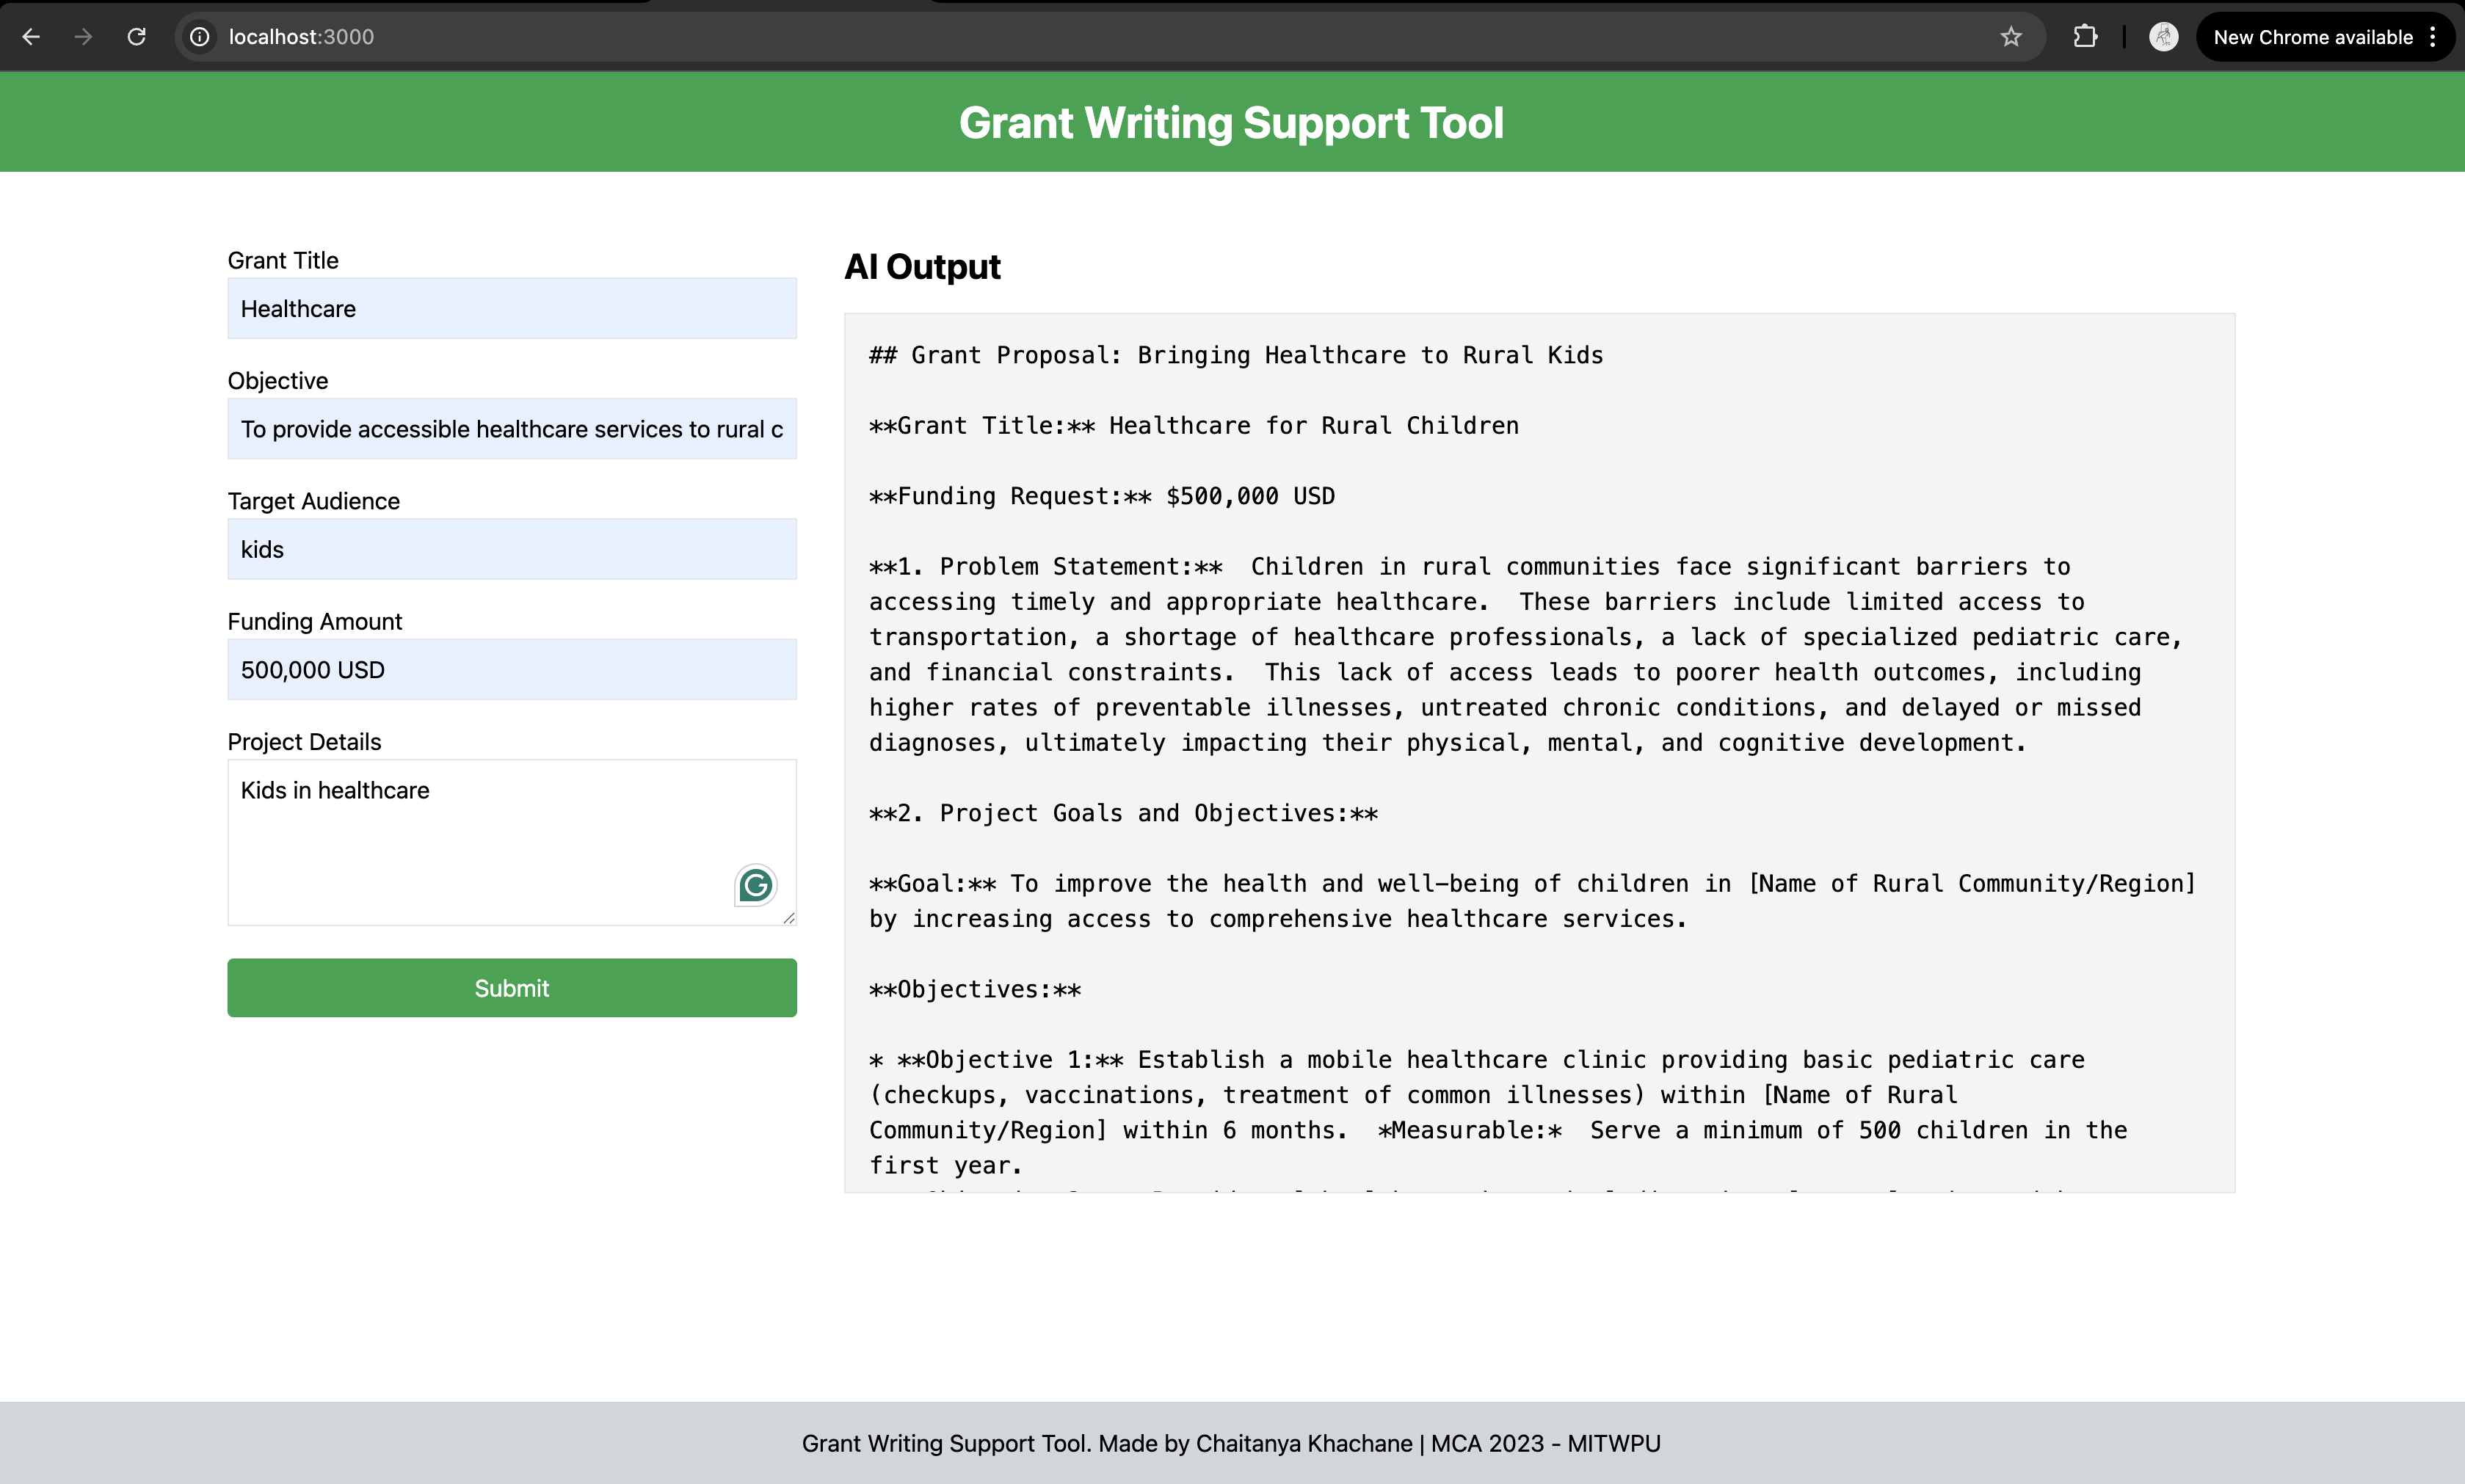 localhost:3000
New Chrome available
Grant Writing Support Tool
Grant Title
Healthcare
Objective
To provide accessible healthcare services to rural c
Target Audience
kids
Funding Amount
500,000 USD
Project Details
Kids in healthcare
Submit
AI Output
## Grant Proposal: Bringing Healthcare to Rural Kids
**Grant Title:** Healthcare for Rural Children
**Funding Request:** $500,000 USD
**1. Problem Statement:**  Children in rural communities face significant barriers to
accessing timely and appropriate healthcare.  These barriers include limited access to
transportation, a shortage of healthcare professionals, a lack of specialized pediatric care,
and financial constraints.  This lack of access leads to poorer health outcomes, including
higher rates of preventable illnesses, untreated chronic conditions, and delayed or missed
diagnoses, ultimately impacting their physical, mental, and cognitive development.
**2. Project Goals and Objectives:**
**Goal:** To improve the health and well-being of children in [Name of Rural Community/Region]
by increasing access to comprehensive healthcare services.
**Objectives:**
* **Objective 1:** Establish a mobile healthcare clinic providing basic pediatric care
(checkups, vaccinations, treatment of common illnesses) within [Name of Rural
Community/Region] within 6 months.  *Measurable:*  Serve a minimum of 500 children in the
first year.
Grant Writing Support Tool. Made by Chaitanya Khachane | MCA 2023 - MITWPU